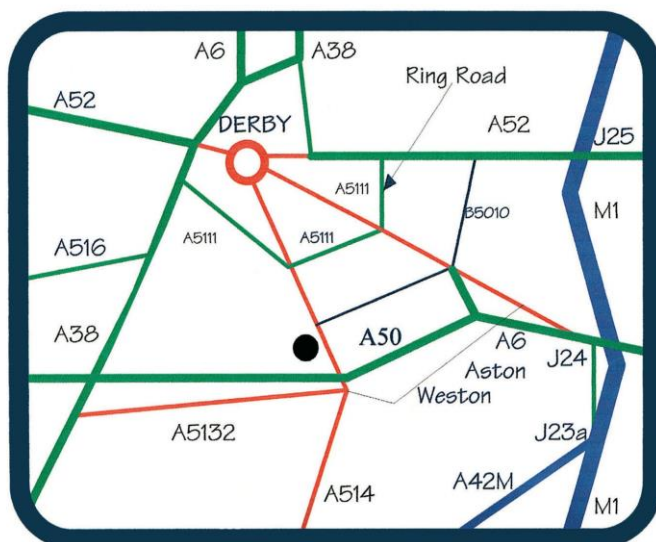 A6
A38
Ring Road
A52
DERBY
A52
J25
A5111
B5010
M1
A516
A5111
A5111
A38
A50
A6
J24
Aston
Weston
A5132
J23a
A514
A42M
M1